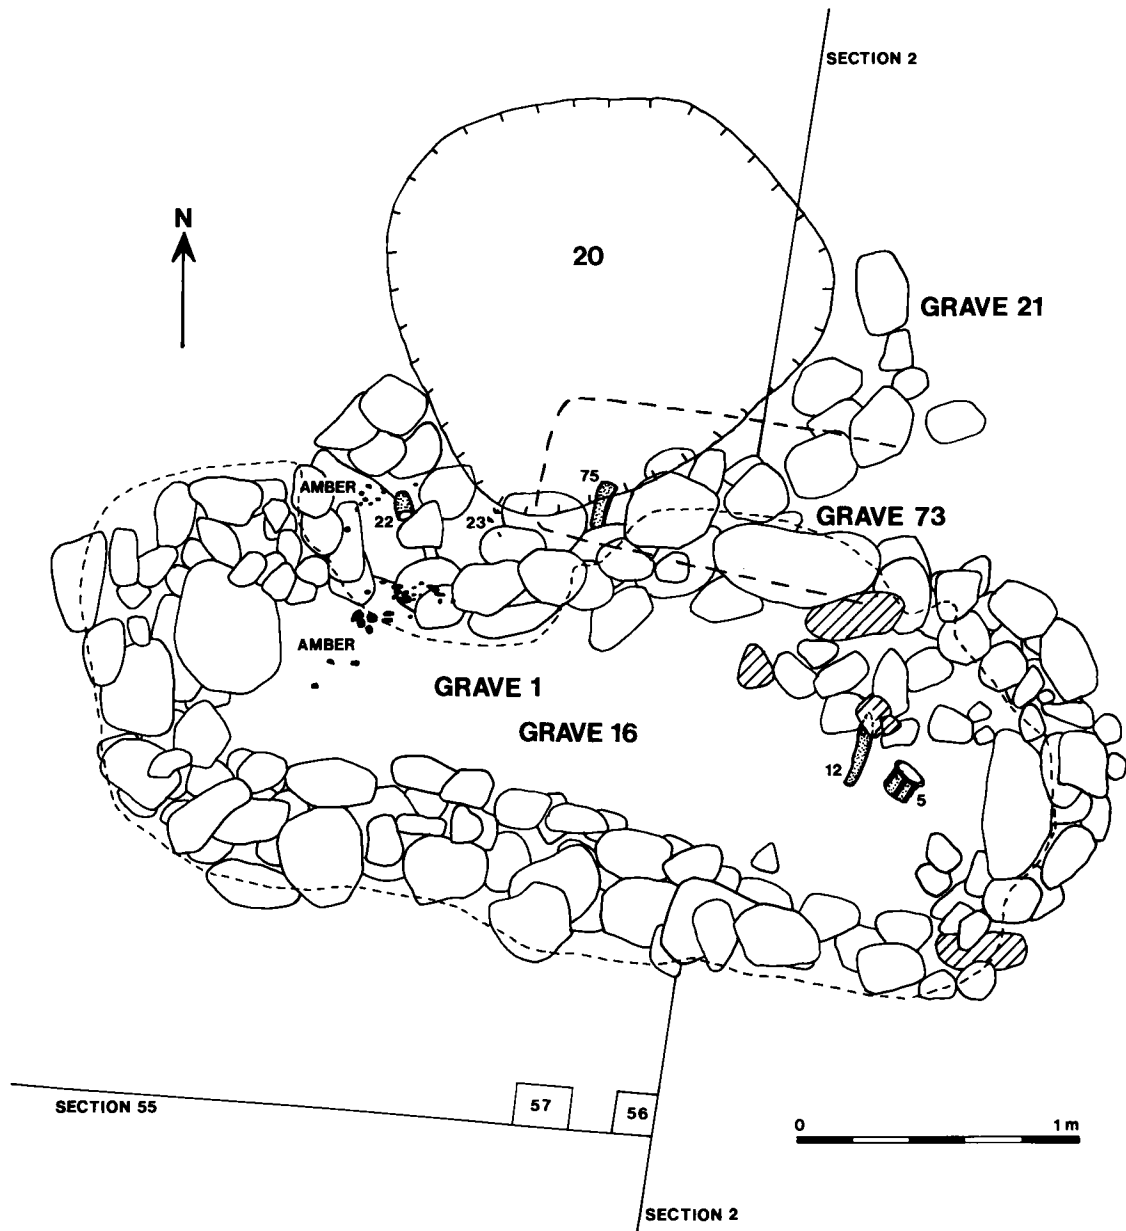 SECTION 2
N
20
GRAVE 21
AMBER
22
23
75
GRAVE 73
AMBER
GRAVE 1
GRAVE 16
12
5
SECTION 55
57
56
0
1 m
SECTION 2